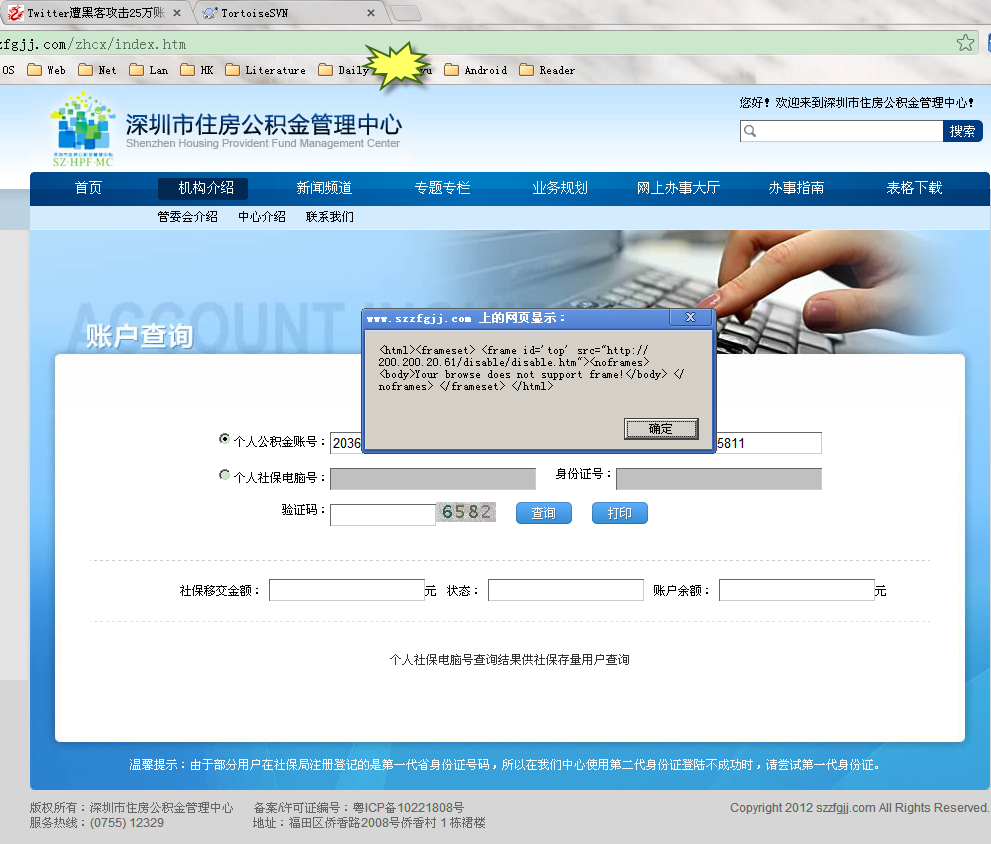 Twitter遭黑客攻击25万账 TortoiseSVN
zfgjj.com/zhcx/index.htm
OS Web Net Lan HK Literature Daily Android Reader
您好！欢迎来到深圳市住房公积金管理中心！
深圳市住房公积金管理中心
Shenzhen Housing Provident Fund Management Center
SZ HPF·MC
搜索
首页 机构介绍 新闻频道 专题专栏 业务规划 网上办事大厅 办事指南 表格下载
管委会介绍 中心介绍 联系我们
ACCOUNT
账户查询
www.szzfgjj.com 上的网页显示：
<html><frameset> <frame id='top' src="http://
200.200.20.61/disable/disable.htm"><noframes>
<body>Your browse does not support frame!</body> </
noframes> </frameset> </html>
确定
个人公积金账号： 2036 5811
个人社保电脑号： 身份证号：
验证码： 6582 查询 打印
社保移交金额： 元 状态： 账户余额： 元
个人社保电脑号查询结果供社保存量用户查询
温馨提示：由于部分用户在社保局注册登记的是第一代省身份证号码，所以在我们中心使用第二代身份证登陆不成功时，请尝试第一代身份证。
版权所有：深圳市住房公积金管理中心 备案/许可证编号：粤ICP备10221808号 Copyright 2012 szzfgjj.com All Rights Reserved.
服务热线：(0755) 12329 地址：福田区侨香路2008号侨香村 1 栋裙楼